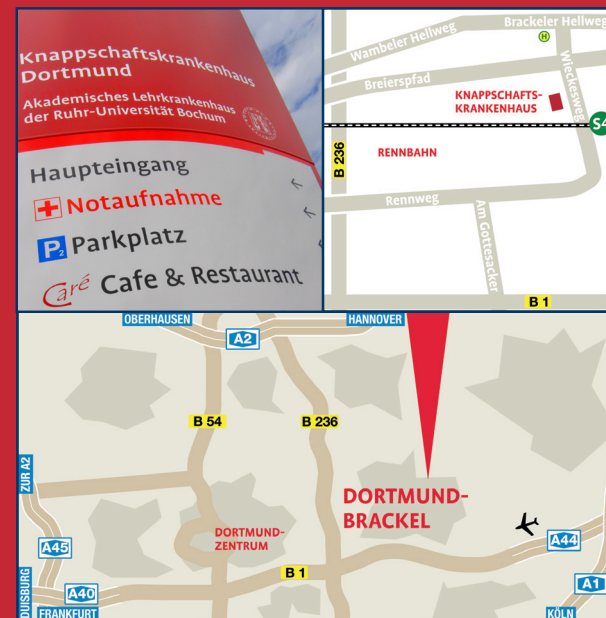 Knappschaftskrankenhaus
Dortmund
Akademisches Lehrkrankenhaus
der Ruhr-Universität Bochum
Haupteingang
Notaufnahme
P2 Parkplatz
Caré Cafe & Restaurant
Brackeler Hellweg
Wambeler Hellweg
H
Breierspfad
Wieckesweg
KNAPPSCHAFTS-
KRANKENHAUS
S4
B 236
RENNBAHN
Rennweg
Am Gottesacker
B 1
OBERHAUSEN
HANNOVER
A2
B 54
B 236
ZUR A2
DORTMUND-
BRACKEL
DORTMUND-
ZENTRUM
A45
A44
B 1
A1
A40
FRANKFURT
KÖLN